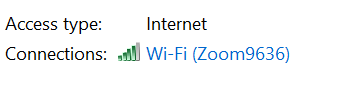 Access type: Internet
Connections: Wi-Fi (Zoom9636)